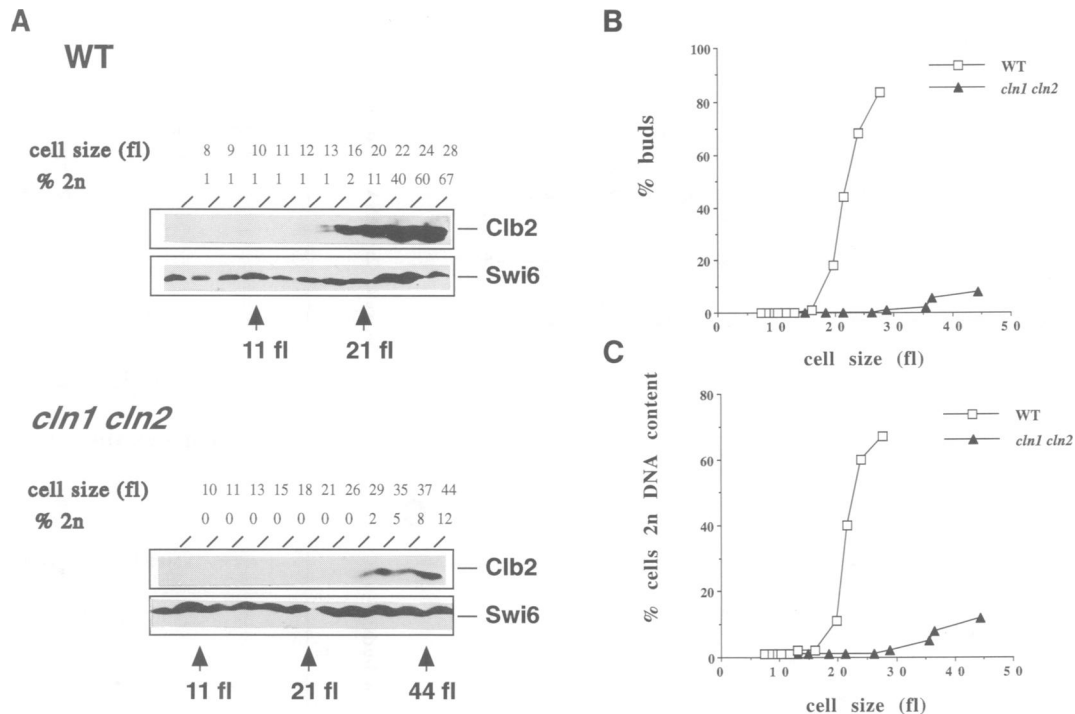 A
WT
cell size (fl) 8 9 10 11 12 13 16 20 22 24 28
% 2n 1 1 1 1 1 1 2 11 40 60 67
Clb2
Swi6
11 fl 21 fl
cln1 cln2
cell size (fl) 10 11 13 15 18 21 26 29 35 37 44
% 2n 0 0 0 0 0 0 0 2 5 8 12
Clb2
Swi6
11 fl 21 fl 44 fl
B
% buds
100
80
60
40
20
0
0 10 20 30 40 50
cell size (fl)
WT
cln1 cln2
C
% cells 2n DNA content
80
60
40
20
0
0 10 20 30 40 50
cell size (fl)
WT
cln1 cln2